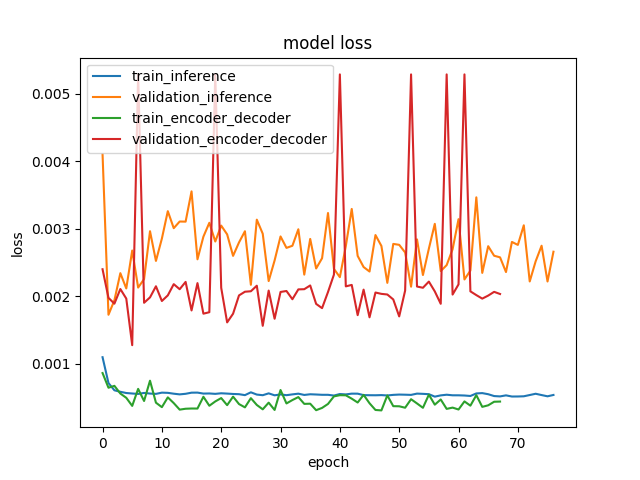 model loss
train_inference
validation_inference
train_encoder_decoder
validation_encoder_decoder
0.005
0.004
0.003
0.002
0.001
loss
0 10 20 30 40 50 60 70
epoch